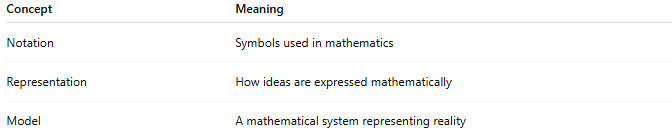 Concept Meaning
Notation Symbols used in mathematics
Representation How ideas are expressed mathematically
Model A mathematical system representing reality